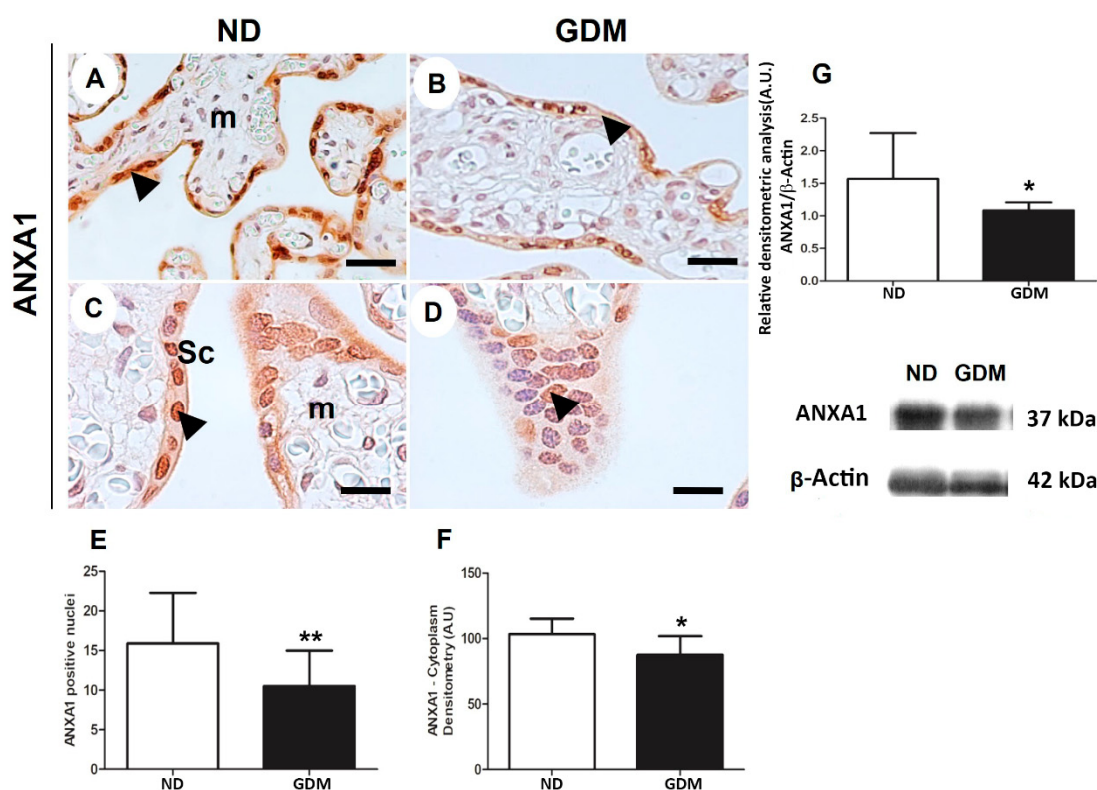 ND
GDM
ANXA1
A
m
B
C
Sc
m
D
G
Relative densitometric analysis(A.U.)
ANXA1/β-Actin
2.5
2.0
1.5
1.0
0.5
0.0
*
ND
GDM
ND GDM
ANXA1
37 kDa
β-Actin
42 kDa
E
ANXA1 positive nuclei
25
20
15
10
5
0
**
ND
GDM
F
ANXA1 - Cytoplasm
Densitometry (A.U)
150
100
50
0
*
ND
GDM